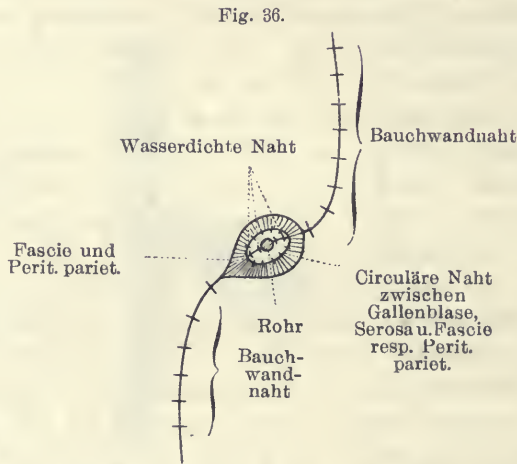 Fig. 36.
Wasserdichte Naht
Bauchwandnaht
Fascie und
Perit. pariet.
Circuläre Naht
zwischen
Gallenblase,
Serosa u. Fascie
resp. Perit.
pariet.
Rohr
Bauch-
wand-
naht